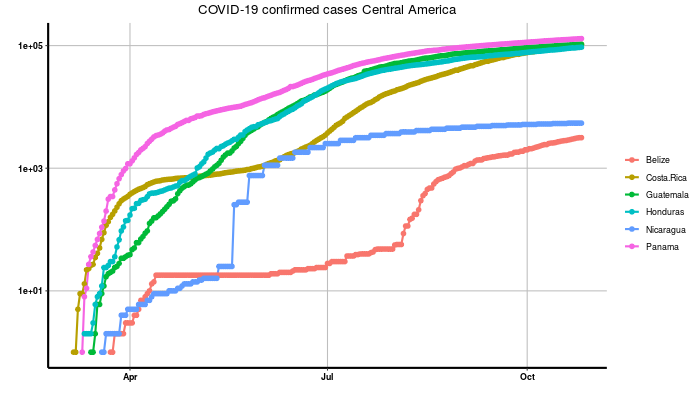 COVID-19 confirmed cases Central America
1e+05
1e+03
1e+01
Apr
Jul
Oct
Belize
Costa.Rica
Guatemala
Honduras
Nicaragua
Panama